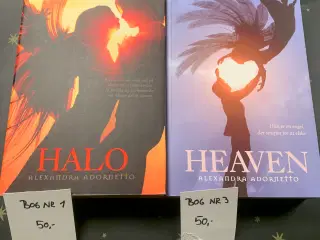 HALO
ALEXANDRA ADORNETTO
HEAVEN
ALEXANDRA ADORNETTO
BOG NR 1
50,-
BOG NR 3
50,-